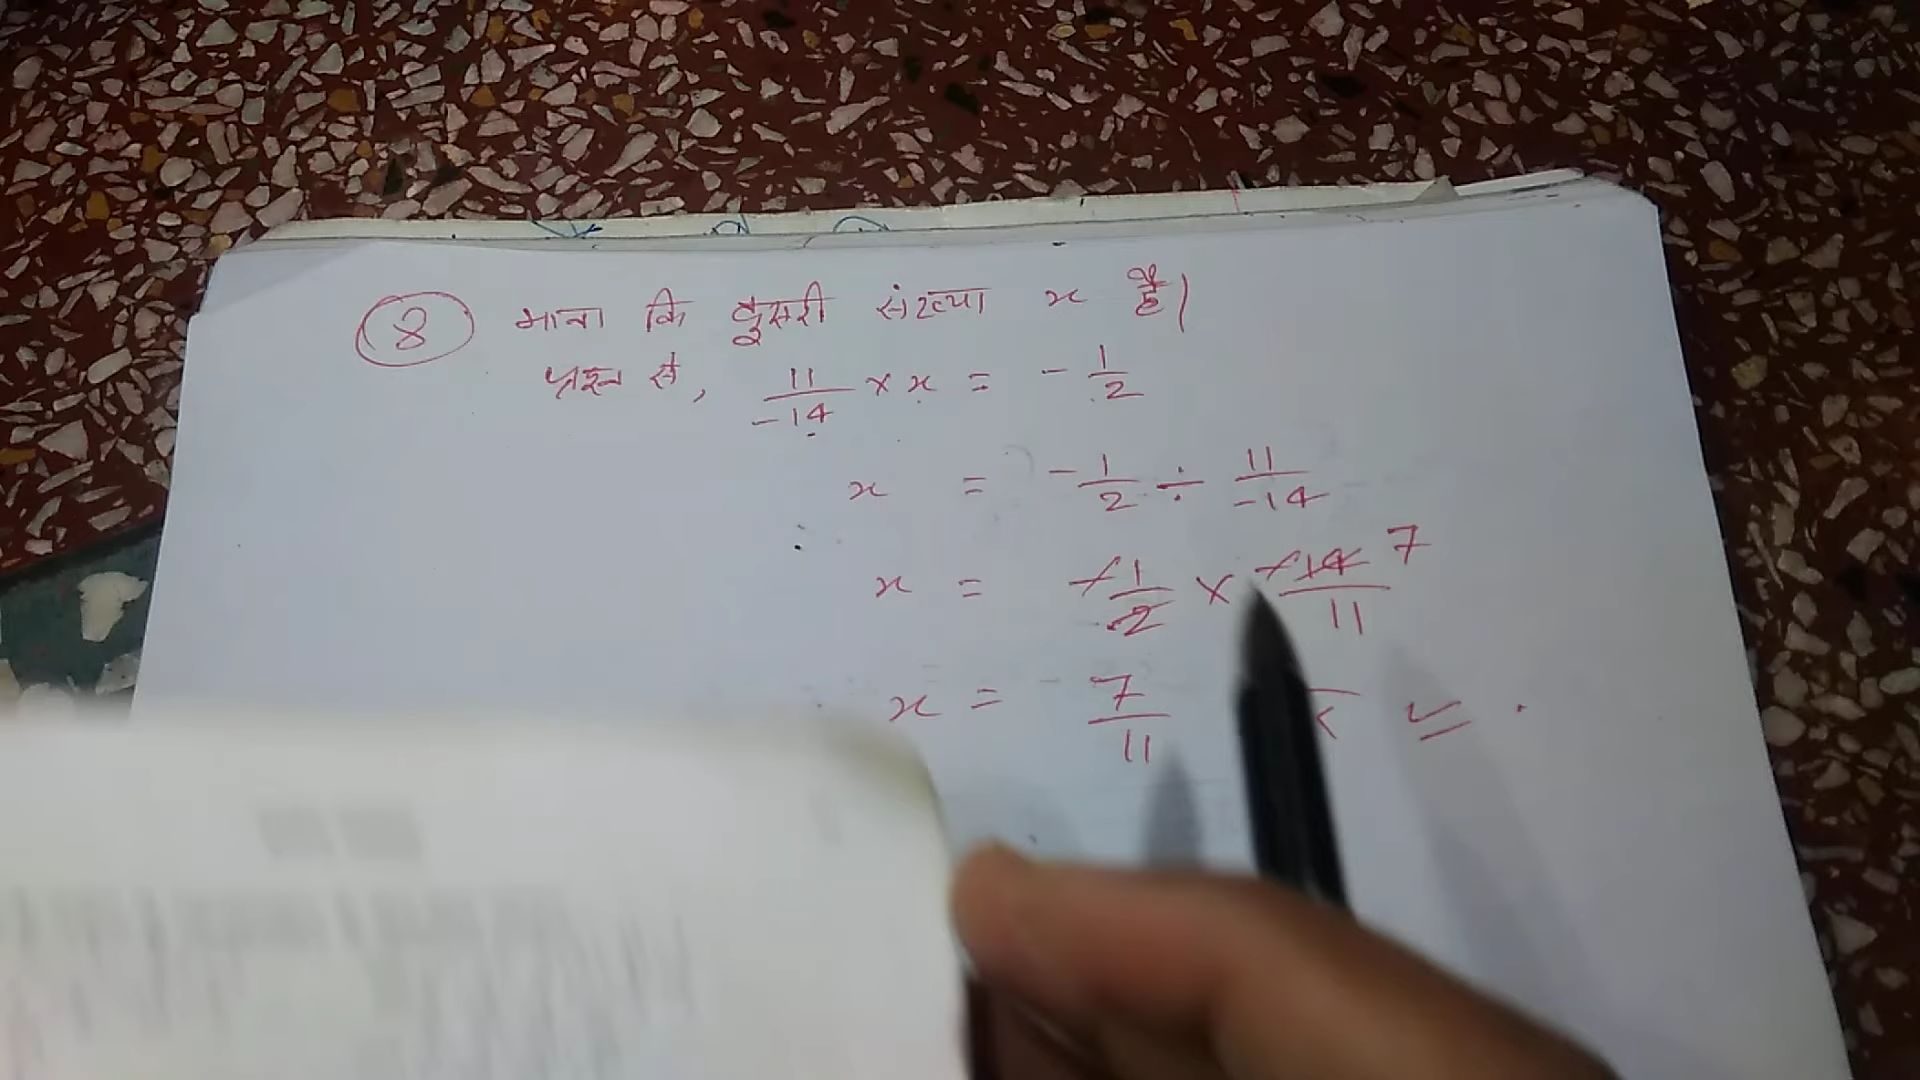 8 माना कि दुसरी संख्या x है।
प्रश्न से, 11/-14 × x = - 1/2
x = - 1/2 ÷ 11/-14
x = - 1/2 × -14/11 7
x = 7/11